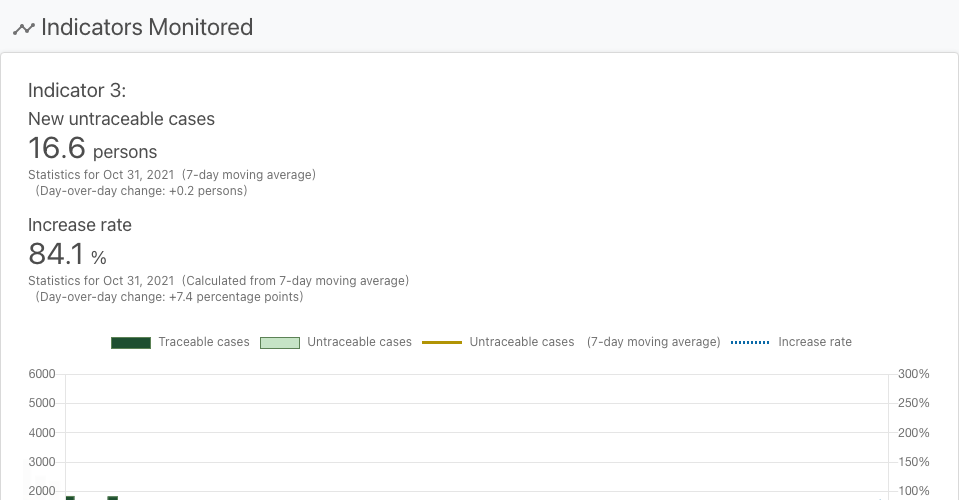 Indicators Monitored
Indicator 3:
New untraceable cases
16.6 persons
Statistics for Oct 31, 2021 (7-day moving average)
(Day-over-day change: +0.2 persons)
Increase rate
84.1 %
Statistics for Oct 31, 2021 (Calculated from 7-day moving average)
(Day-over-day change: +7.4 percentage points)
Traceable cases Untraceable cases Untraceable cases (7-day moving average) Increase rate
6000 300%
5000 250%
4000 200%
3000 150%
2000 100%